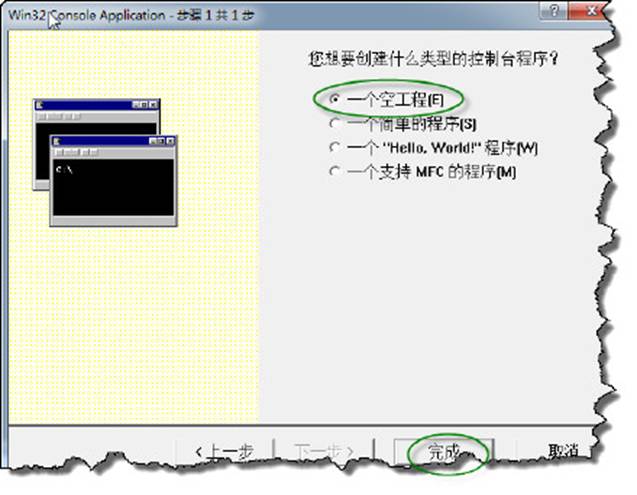 Win32 Console Application - 步骤 1 共 1 步
您想要创建什么类型的控制台程序？
一个空工程(E)
一个简单的程序(S)
一个 "Hello, World!" 程序(W)
一个支持 MFC 的程序(M)
C:\
<上一步 下一步> 完成 取消